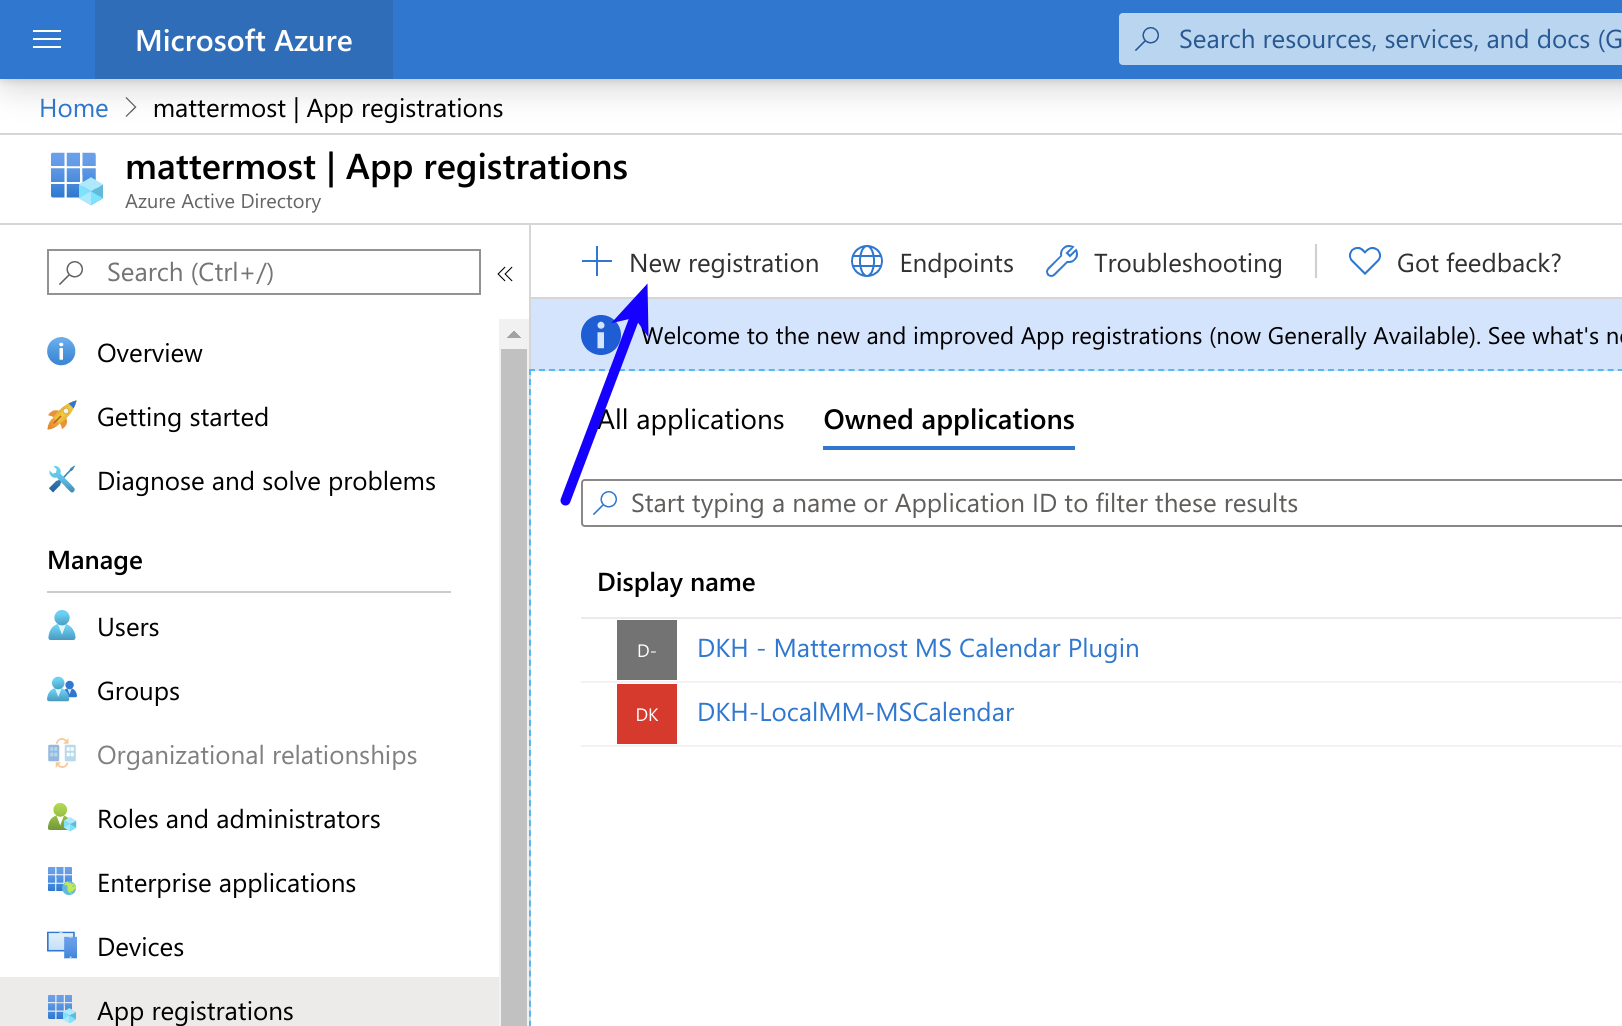 Microsoft Azure
Search resources, services, and docs (G
Home > mattermost | App registrations
mattermost | App registrations
Azure Active Directory
Search (Ctrl+/)
«
Overview
Getting started
Diagnose and solve problems
Manage
Users
Groups
Organizational relationships
Roles and administrators
Enterprise applications
Devices
App registrations
New registration
Endpoints
Troubleshooting
Got feedback?
Welcome to the new and improved App registrations (now Generally Available). See what's n
All applications
Owned applications
Start typing a name or Application ID to filter these results
Display name
D-
DKH - Mattermost MS Calendar Plugin
DK
DKH-LocalMM-MSCalendar